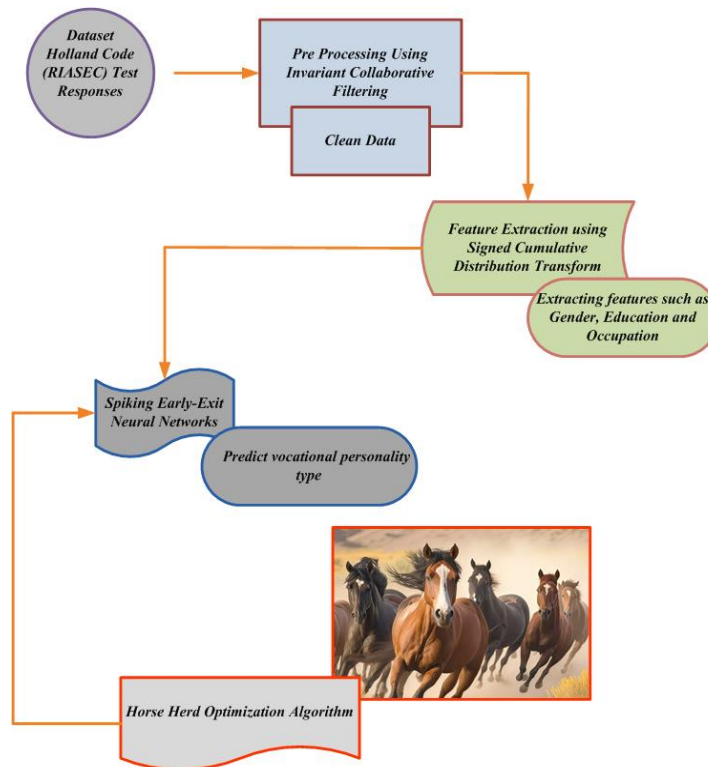 Dataset
Holland Code
(RIASEC) Test
Responses
Pre Processing Using
Invariant Collaborative
Filtering
Clean Data
Feature Extraction using
Signed Cumulative
Distribution Transform
Extracting features such as
Gender, Education and
Occupation
Spiking Early-Exit
Neural Networks
Predict vocational personality
type
Horse Herd Optimization Algorithm